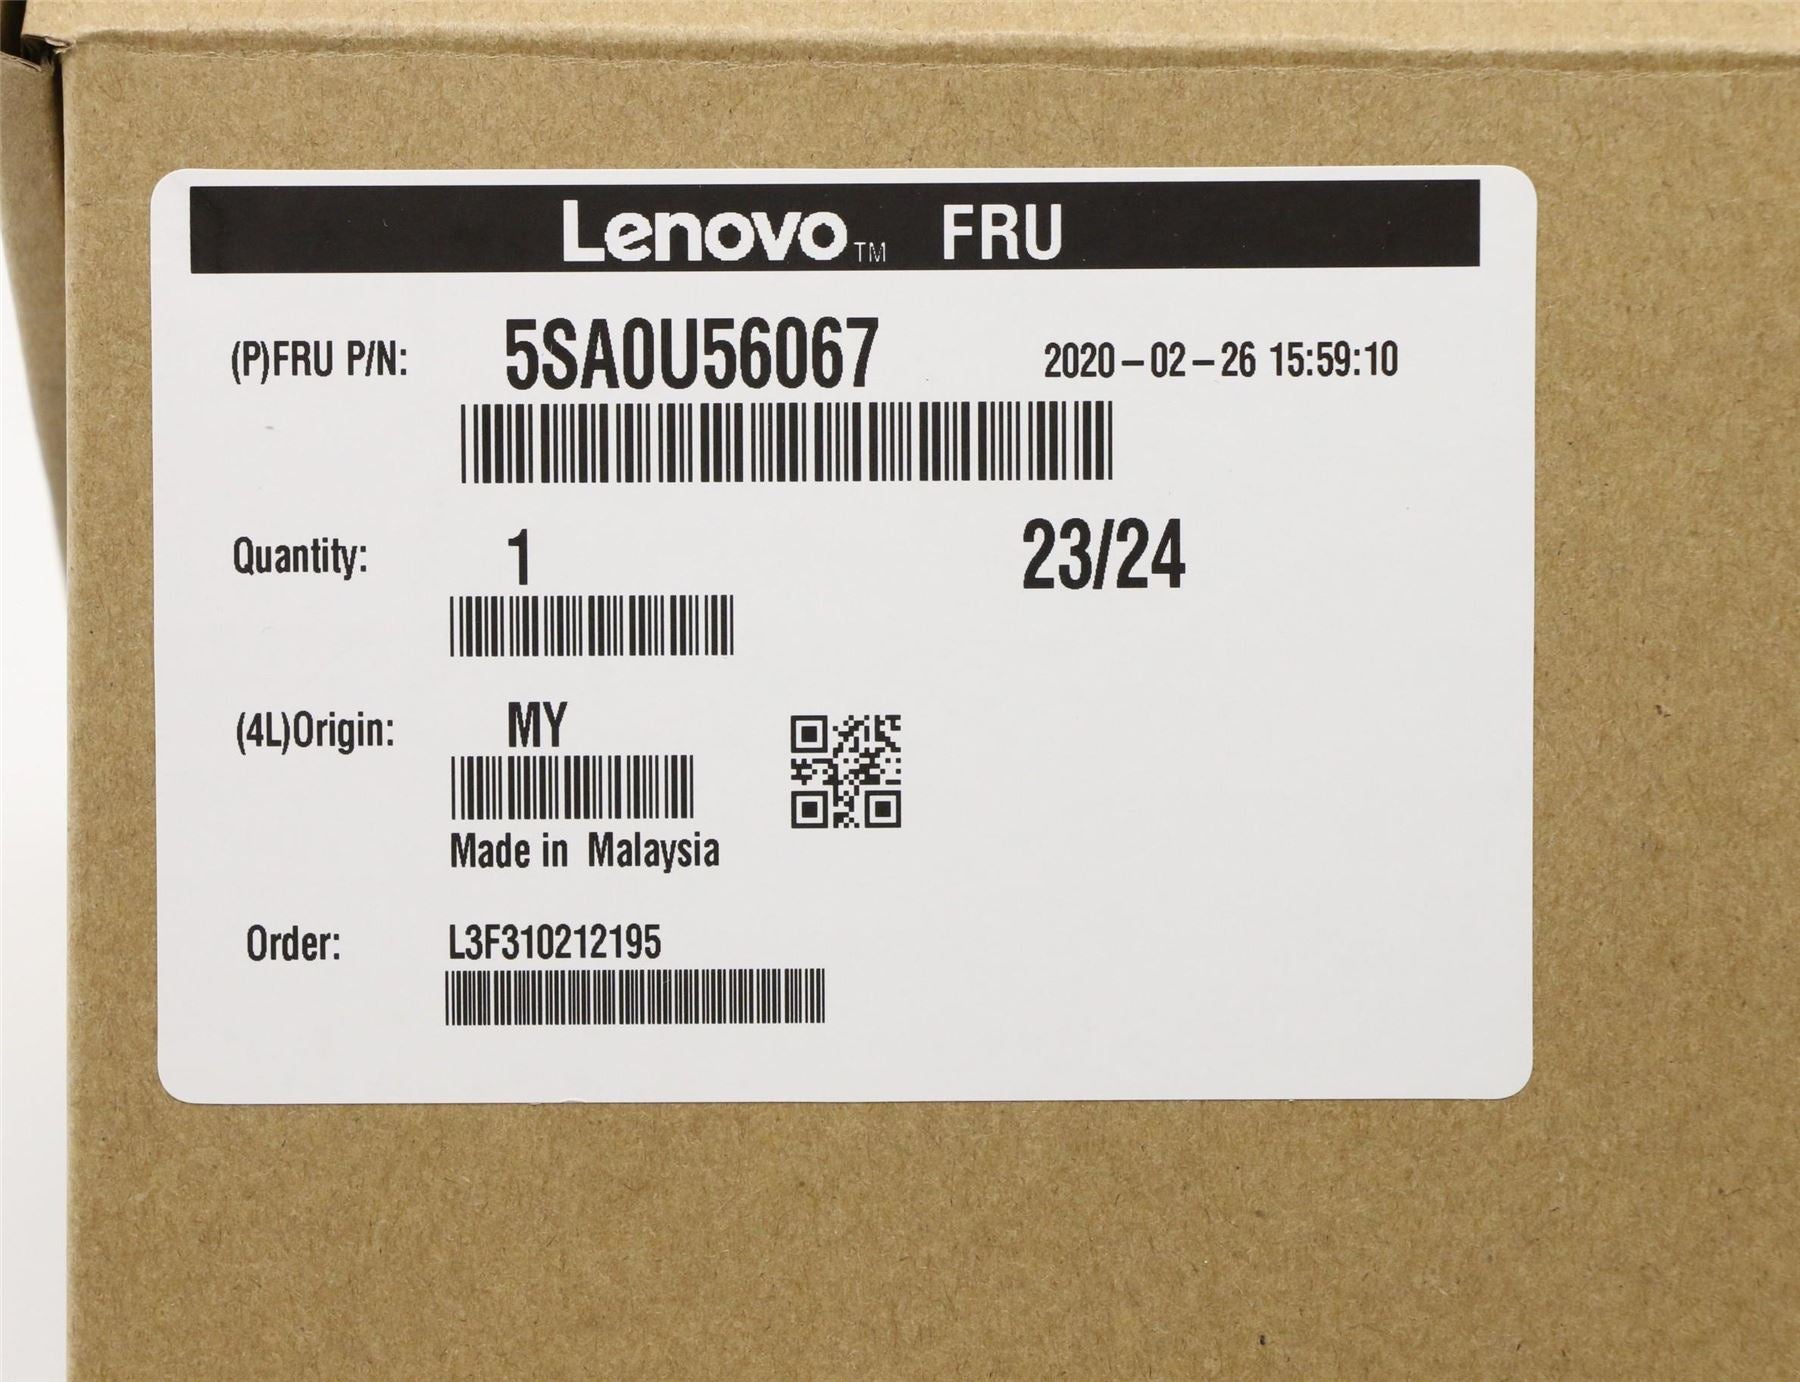 Lenovo™ FRU
(P)FRU P/N: 5SA0U56067 2020-02-26 15:59:10
Quantity: 1 23/24
(4L)Origin: MY
Made in Malaysia
Order: L3F310212195